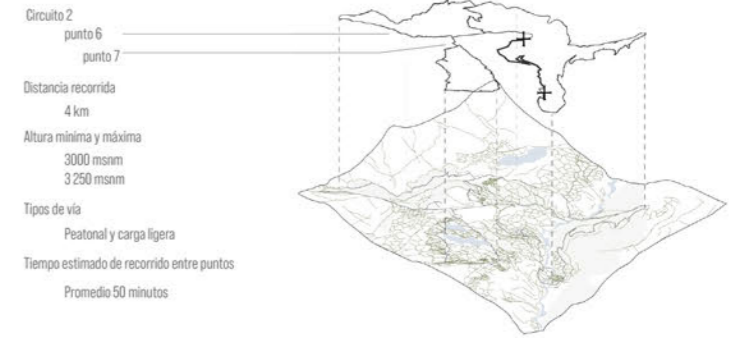 Circuito 2
punto 6
punto 7
Distancia recorrida
4 km
Altura mínima y máxima
3000 msnm
3 250 msnm
Tipos de vía
Peatonal y carga ligera
Tiempo estimado de recorrido entre puntos
Promedio 50 minutos